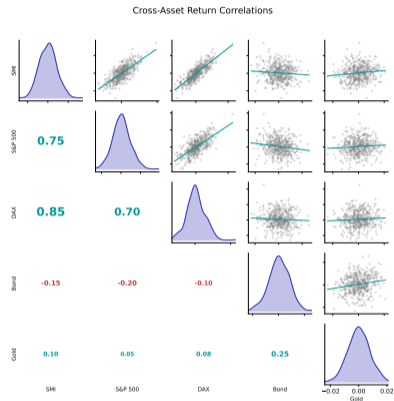 Cross-Asset Return Correlations
SMI
S&P 500
0.75
DAX
0.85 0.70
Bond
-0.15 -0.20 -0.10
Gold
0.10 0.05 0.08 0.25
SMI S&P 500 DAX Bond
−0.02 0.00 0.02
Gold